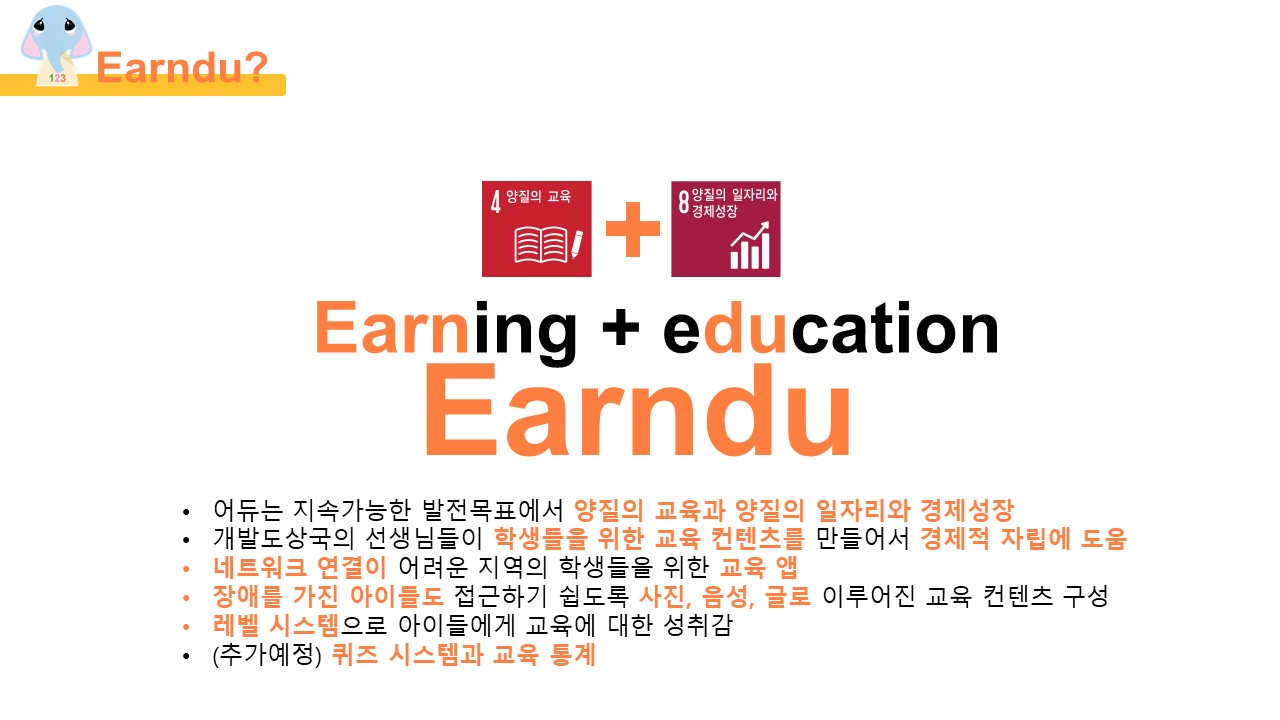 123
Earndu?
4 양질의 교육
+
8 양질의 일자리와
경제성장
Earning + education
Earndu
• 어듀는 지속가능한 발전목표에서 양질의 교육과 양질의 일자리와 경제성장
• 개발도상국의 선생님들이 학생들을 위한 교육 컨텐츠를 만들어서 경제적 자립에 도움
• 네트워크 연결이 어려운 지역의 학생들을 위한 교육 앱
• 장애를 가진 아이들도 접근하기 쉽도록 사진, 음성, 글로 이루어진 교육 컨텐츠 구성
• 레벨 시스템으로 아이들에게 교육에 대한 성취감
• (추가예정) 퀴즈 시스템과 교육 통계